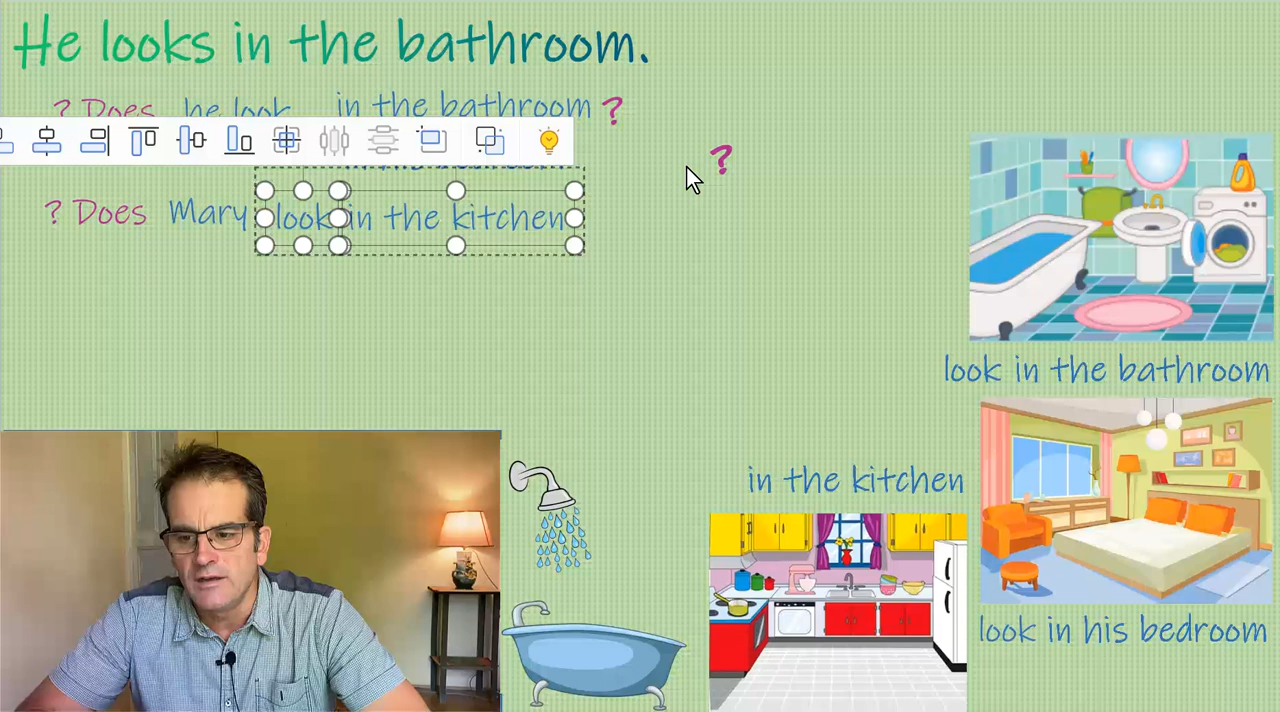 He looks in the bathroom.
? Does he look in the bathroom ?
?
? Does Mary look in the kitchen
look in the bathroom
in the kitchen
look in his bedroom